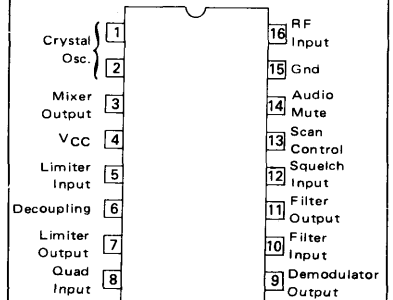 Crystal
Osc.
1
2
Mixer
Output
3
VCC
4
Limiter
Input
5
Decoupling
6
Limiter
Output
7
Quad
Input
8
16
RF
Input
15
Gnd
14
Audio
Mute
13
Scan
Control
12
Squelch
Input
11
Filter
Output
10
Filter
Input
9
Demodulator
Output